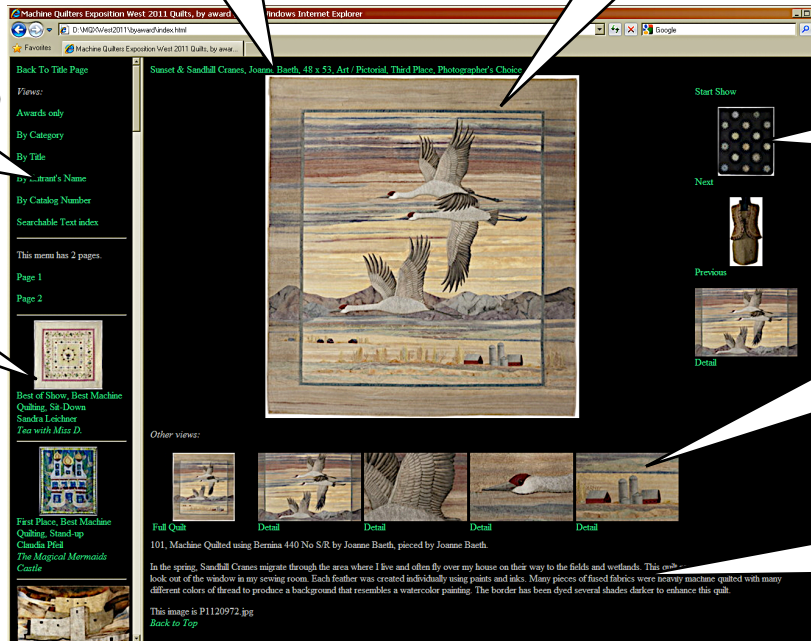 Machine Quilters Exposition West 2011 Quilts, by award
Windows Internet Explorer
D:\MQXWest2011\byaward\index.html
Google
Favorites
Machine Quilters Exposition West 2011 Quilts, by awar...
Back To Title Page
Views:
Awards only
By Category
By Title
By Entrant's Name
By Catalog Number
Searchable Text index
This menu has 2 pages.
Page 1
Page 2
Best of Show, Best Machine
Quilting, Sit-Down
Sandra Leichner
Tea with Miss D.
First Place, Best Machine
Quilting, Stand-up
Claudia Pfeil
The Magical Mermaids
Castle
Sunset & Sandhill Cranes, Joanne Baeth, 48 x 53, Art / Pictorial, Third Place, Photographer's Choice
Start Show
Next
Previous
Detail
Other views:
Full Quilt
Detail
Detail
Detail
Detail
101, Machine Quilted using Bernina 440 No S/R by Joanne Baeth, pieced by Joanne Baeth.
In the spring, Sandhill Cranes migrate through the area where I live and often fly over my house on their way to the fields and wetlands. This quilt
look out of the window in my sewing room. Each feather was created individually using paints and inks. Many pieces of fused fabrics were heavily machine quilted with many
different colors of thread to produce a background that resembles a watercolor painting. The border has been dyed several shades darker to enhance this quilt.
This image is P1120972.jpg
Back to Top